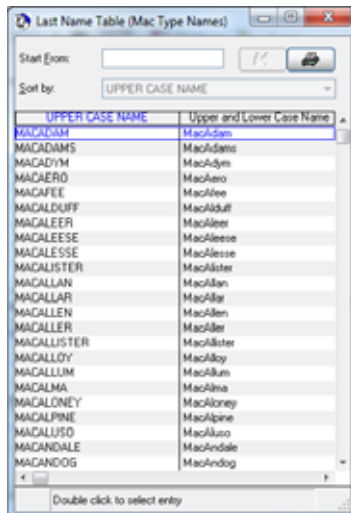 Last Name Table (Mac Type Names)
Start From:
Sort by: UPPER CASE NAME
UPPER CASE NAME Upper and Lower Case Name
MACADAM MacAdam
MACADAMS MacAdams
MACADYM MacAdym
MACAERO MacAero
MACAFEE MacAfee
MACALDUFF MacAlduff
MACALEER MacAleer
MACALEESE MacAleese
MACALESSE MacAlesse
MACALISTER MacAlister
MACALLAN MacAllan
MACALLAR MacAllar
MACALLEN MacAllen
MACALLER MacAller
MACALLISTER MacAllister
MACALLOY MacAlloy
MACALLUM MacAllum
MACALMA MacAlma
MACALONEY MacAloney
MACALPINE MacAlpine
MACALUSO MacAluso
MACANDALE MacAndale
MACANDOG MacAndog
Double click to select entry